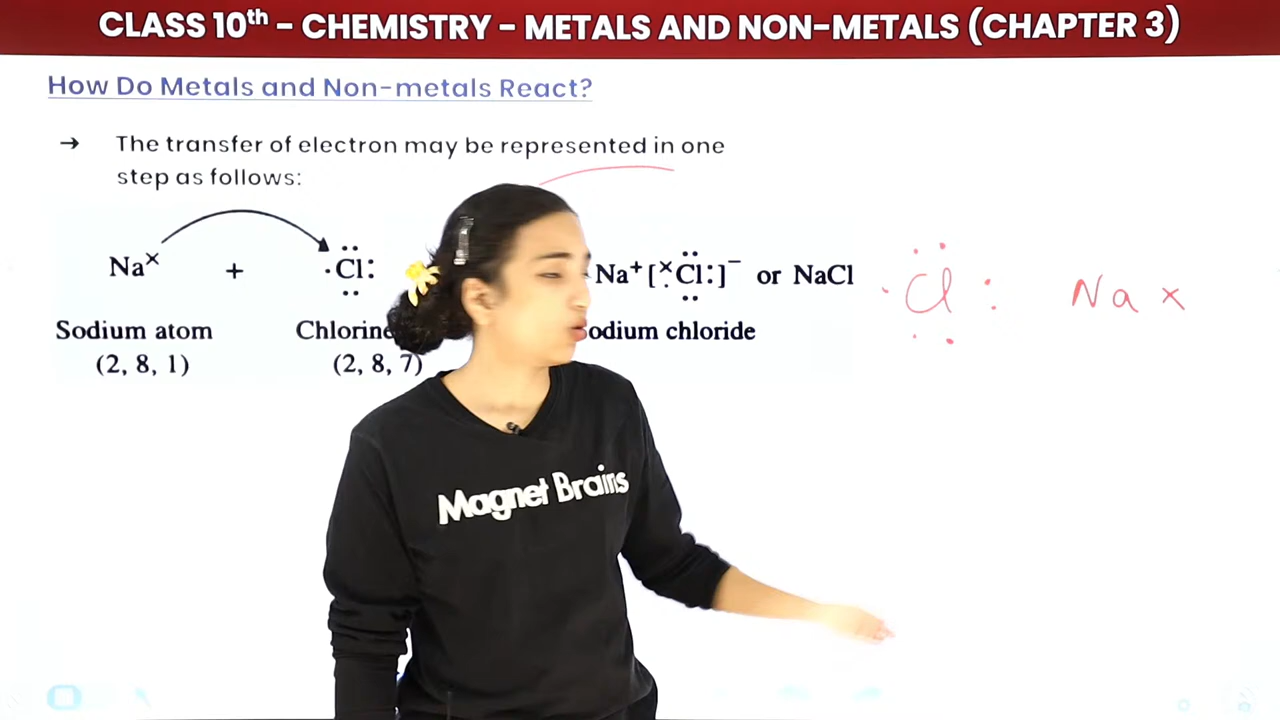 CLASS 10th - CHEMISTRY - METALS AND NON-METALS (CHAPTER 3)
How Do Metals and Non-metals React?
→ The transfer of electron may be represented in one
step as follows:
Na× + ·Cl: Na⁺[×Cl:]⁻ or NaCl
Sodium atom Chlorine odium chloride
(2, 8, 1) (2, 8, 7)
·Cl: Na ×
Magnet Brains